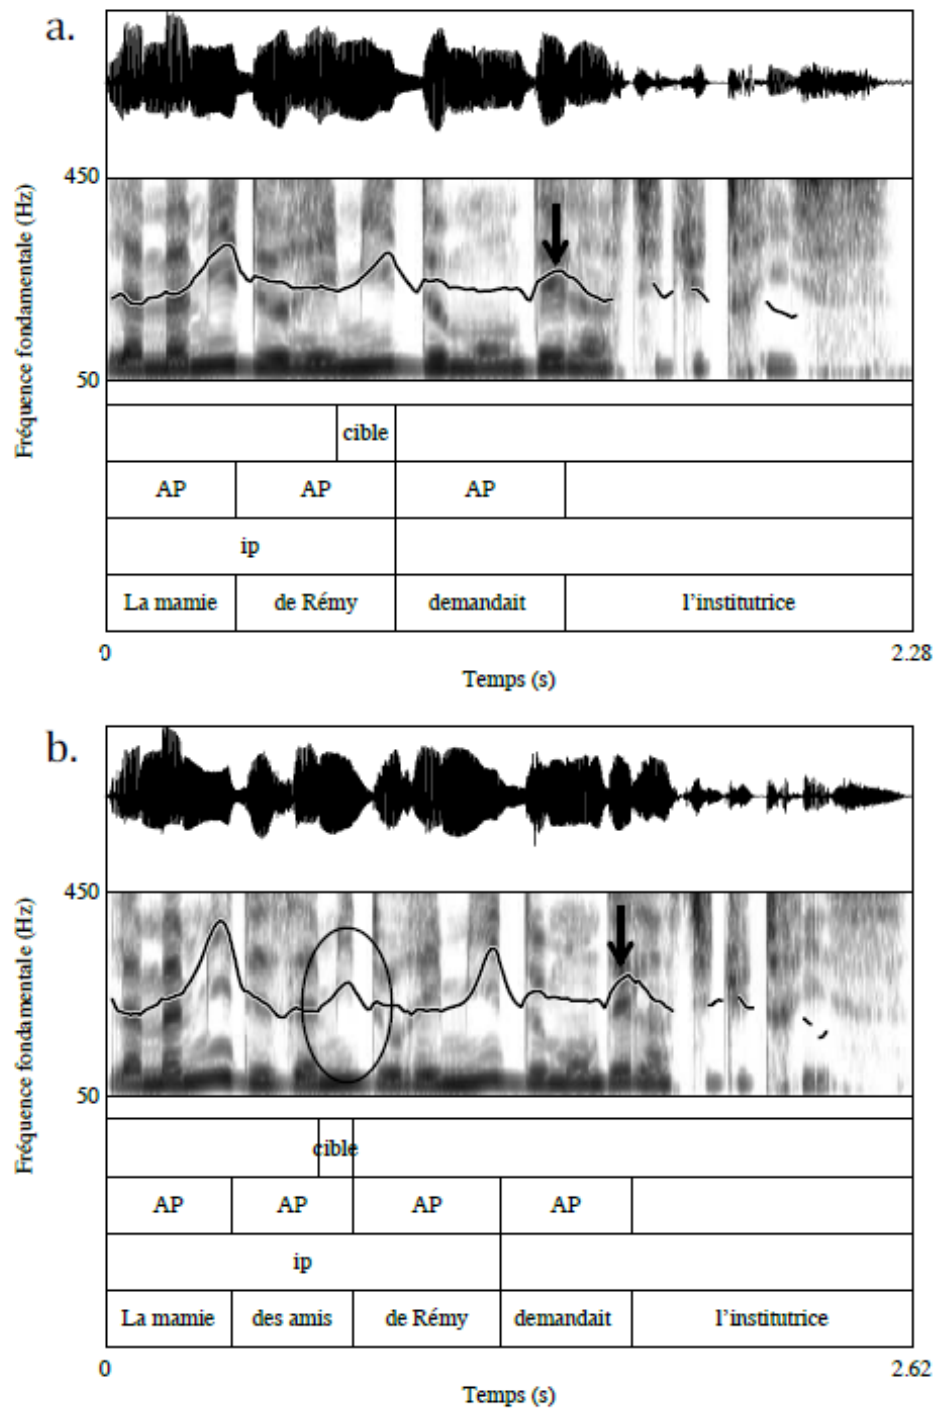 a.
Fréquence fondamentale (Hz)
450
50
cible
AP AP AP
ip
La mamie de Rémy demandait l'institutrice
0 2.28
Temps (s)
b.
Fréquence fondamentale (Hz)
450
50
cible
AP AP AP AP
ip
La mamie des amis de Rémy demandait l'institutrice
0 2.62
Temps (s)